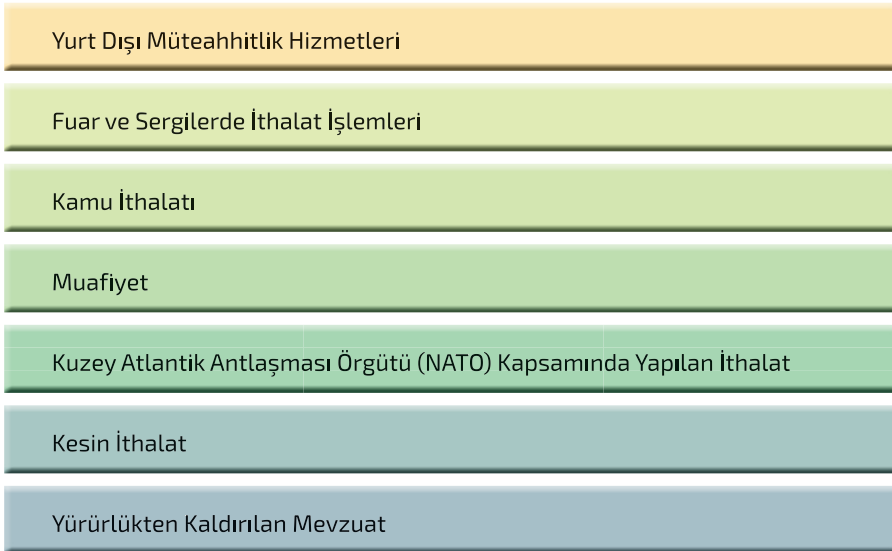 Yurt Dışı Müteahhitlik Hizmetleri
Fuar ve Sergilerde İthalat İşlemleri
Kamu İthalatı
Muafiyet
Kuzey Atlantik Antlaşması Örgütü (NATO) Kapsamında Yapılan İthalat
Kesin İthalat
Yürürlükten Kaldırılan Mevzuat